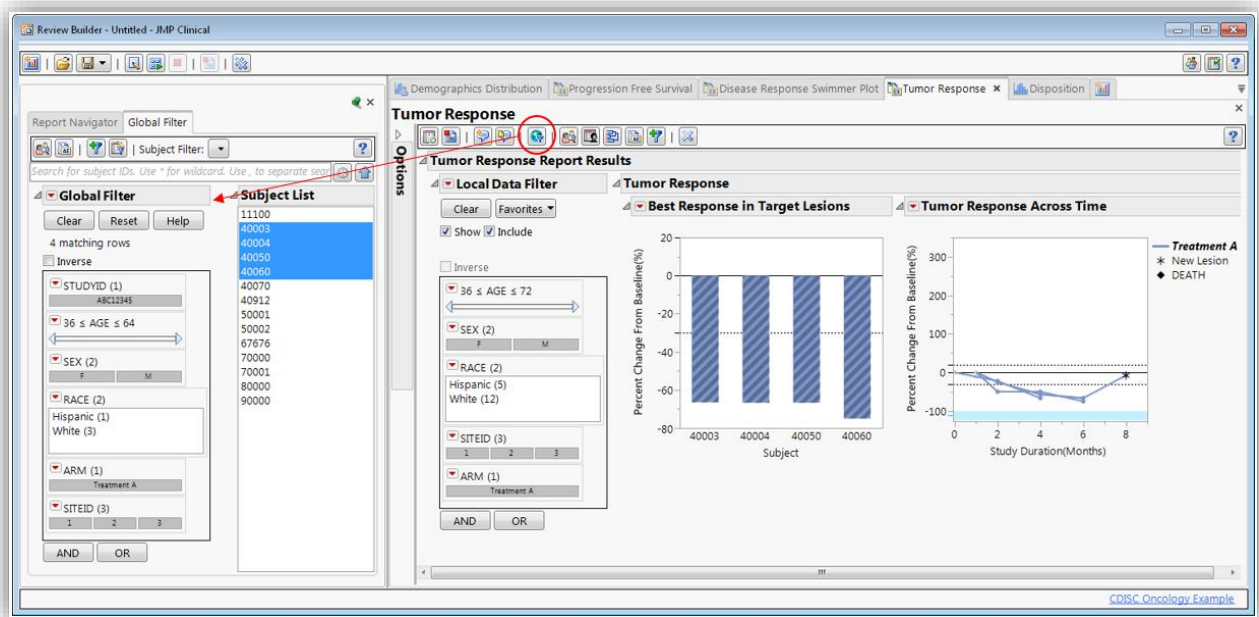 Review Builder - Untitled - JMP Clinical
Demographics Distribution
Progression Free Survival
Disease Response Swimmer Plot
Tumor Response
Disposition
Report Navigator
Global Filter
Subject Filter:
Search for subject IDs. Use * for wildcard. Use , to separate sear
Global Filter
Clear
Reset
Help
4 matching rows
Inverse
STUDYID (1)
ABC12345
36 ≤ AGE ≤ 64
SEX (2)
F M
RACE (2)
Hispanic (1)
White (3)
ARM (1)
Treatment A
SITEID (3)
1 2 3
AND OR
Subject List
11100
40003
40004
40050
40060
40070
40912
50001
50002
67676
70000
70001
80000
90000
Tumor Response
Options
Tumor Response Report Results
Local Data Filter
Clear
Favorites
Show Include
Inverse
36 ≤ AGE ≤ 72
SEX (2)
F M
RACE (2)
Hispanic (5)
White (12)
SITEID (3)
1 2 3
ARM (1)
Treatment A
AND OR
Tumor Response
Best Response in Target Lesions
Percent Change From Baseline(%)
20
0
-20
-40
-60
-80
40003 40004 40050 40060
Subject
Tumor Response Across Time
Percent Change From Baseline(%)
300
200
100
0
-100
0 2 4 6 8
Study Duration(Months)
Treatment A
New Lesion
DEATH
CDISC Oncology Example